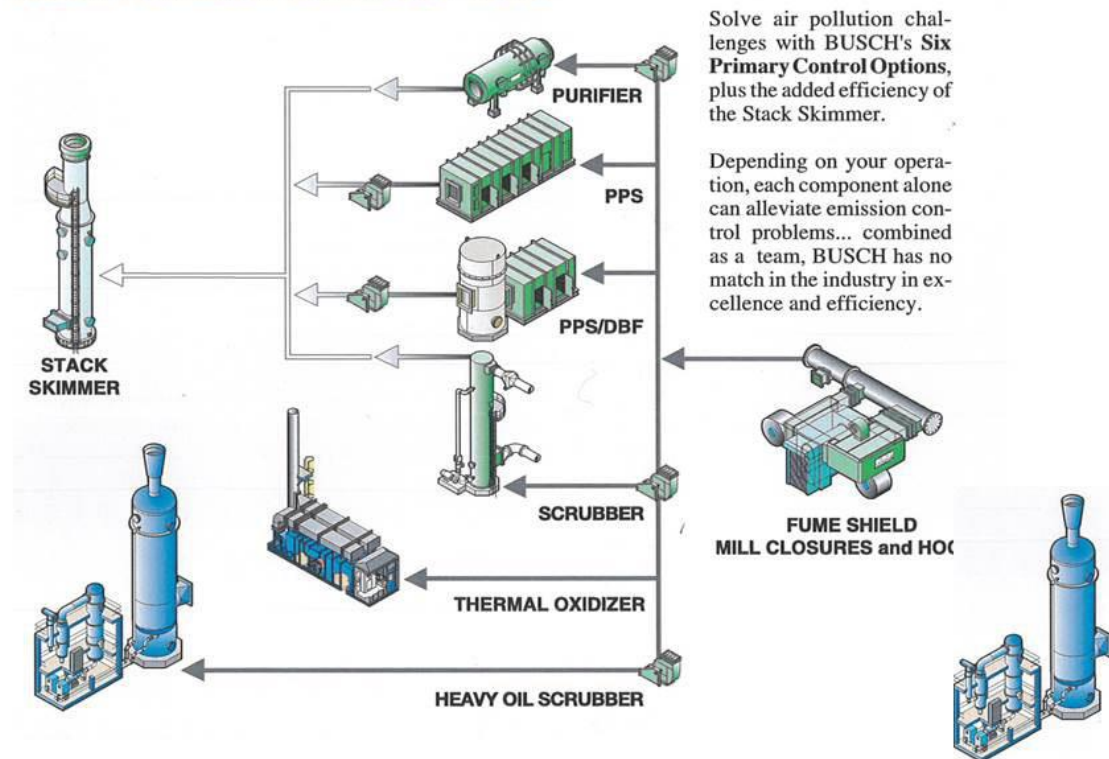 Solve air pollution chal-
lenges with BUSCH's Six
Primary Control Options,
plus the added efficiency of
the Stack Skimmer.
Depending on your opera-
tion, each component alone
can alleviate emission con-
trol problems... combined
as a team, BUSCH has no
match in the industry in ex-
cellence and efficiency.
PURIFIER
PPS
PPS/DBF
STACK
SKIMMER
SCRUBBER
FUME SHIELD
MILL CLOSURES and HOO
THERMAL OXIDIZER
HEAVY OIL SCRUBBER